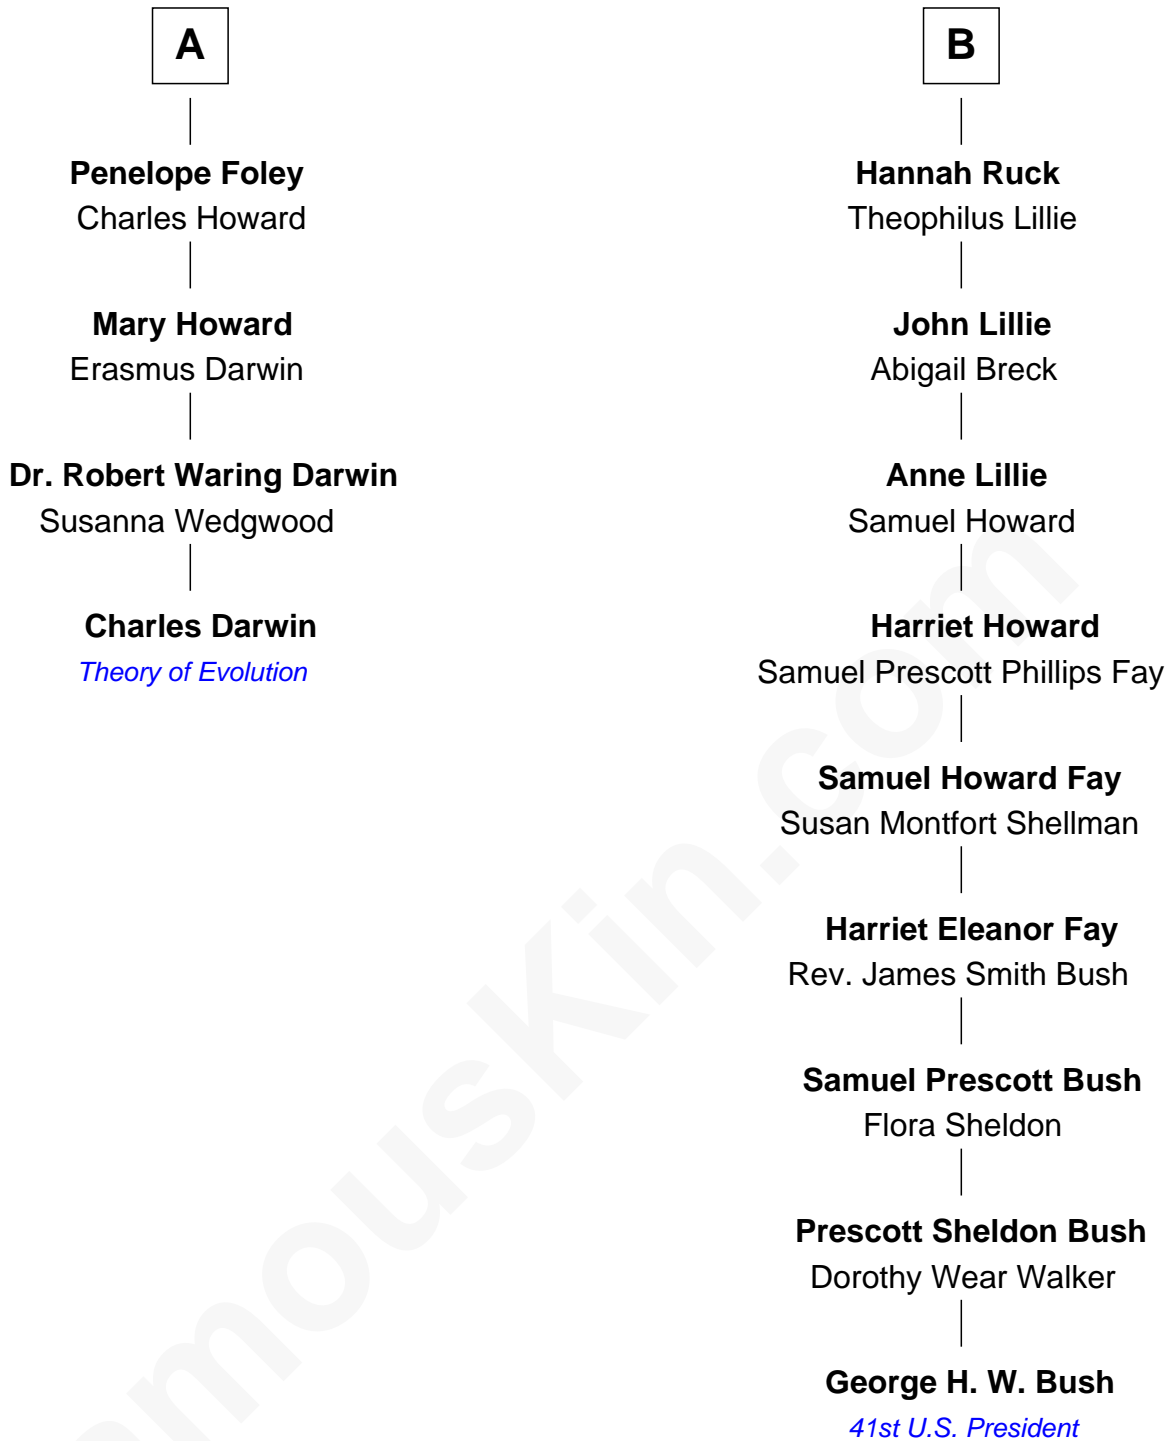 A
Penelope Foley
Charles Howard
Mary Howard
Erasmus Darwin
Dr. Robert Waring Darwin
Susanna Wedgwood
Charles Darwin
Theory of Evolution
B
Hannah Ruck
Theophilus Lillie
John Lillie
Abigail Breck
Anne Lillie
Samuel Howard
Harriet Howard
Samuel Prescott Phillips Fay
Samuel Howard Fay
Susan Montfort Shellman
Harriet Eleanor Fay
Rev. James Smith Bush
Samuel Prescott Bush
Flora Sheldon
Prescott Sheldon Bush
Dorothy Wear Walker
George H. W. Bush
41st U.S. President
amouskin.com